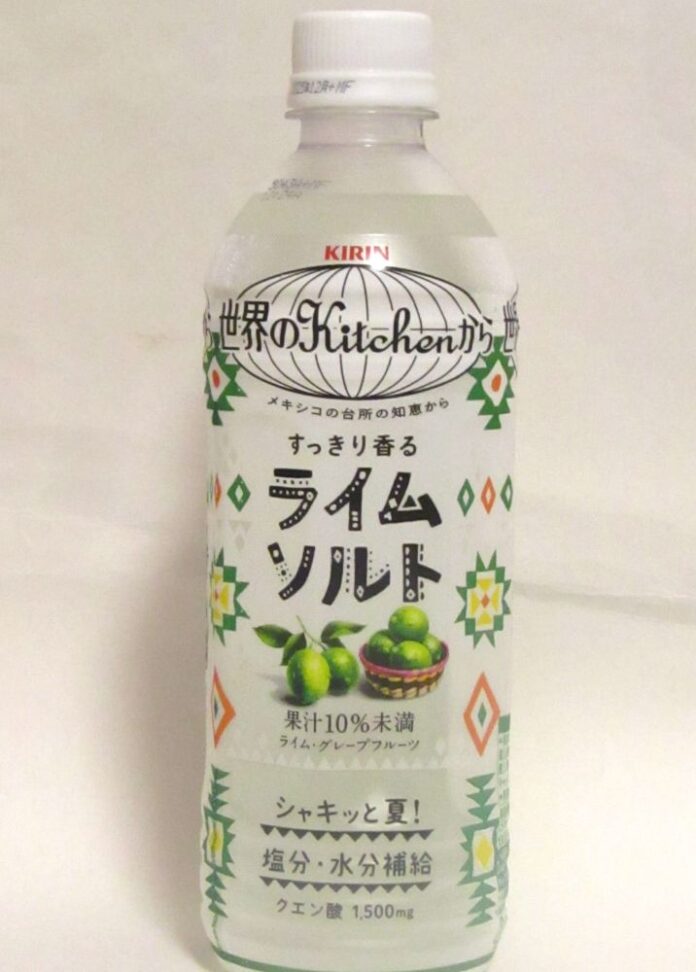 KIRIN
世界のKitchenから
メキシコの台所の知恵から
すっきり香る
ライム
ソルト
果汁10%未満
ライム・グレープフルーツ
シャキッと夏!
塩分・水分補給
クエン酸 1,500mg